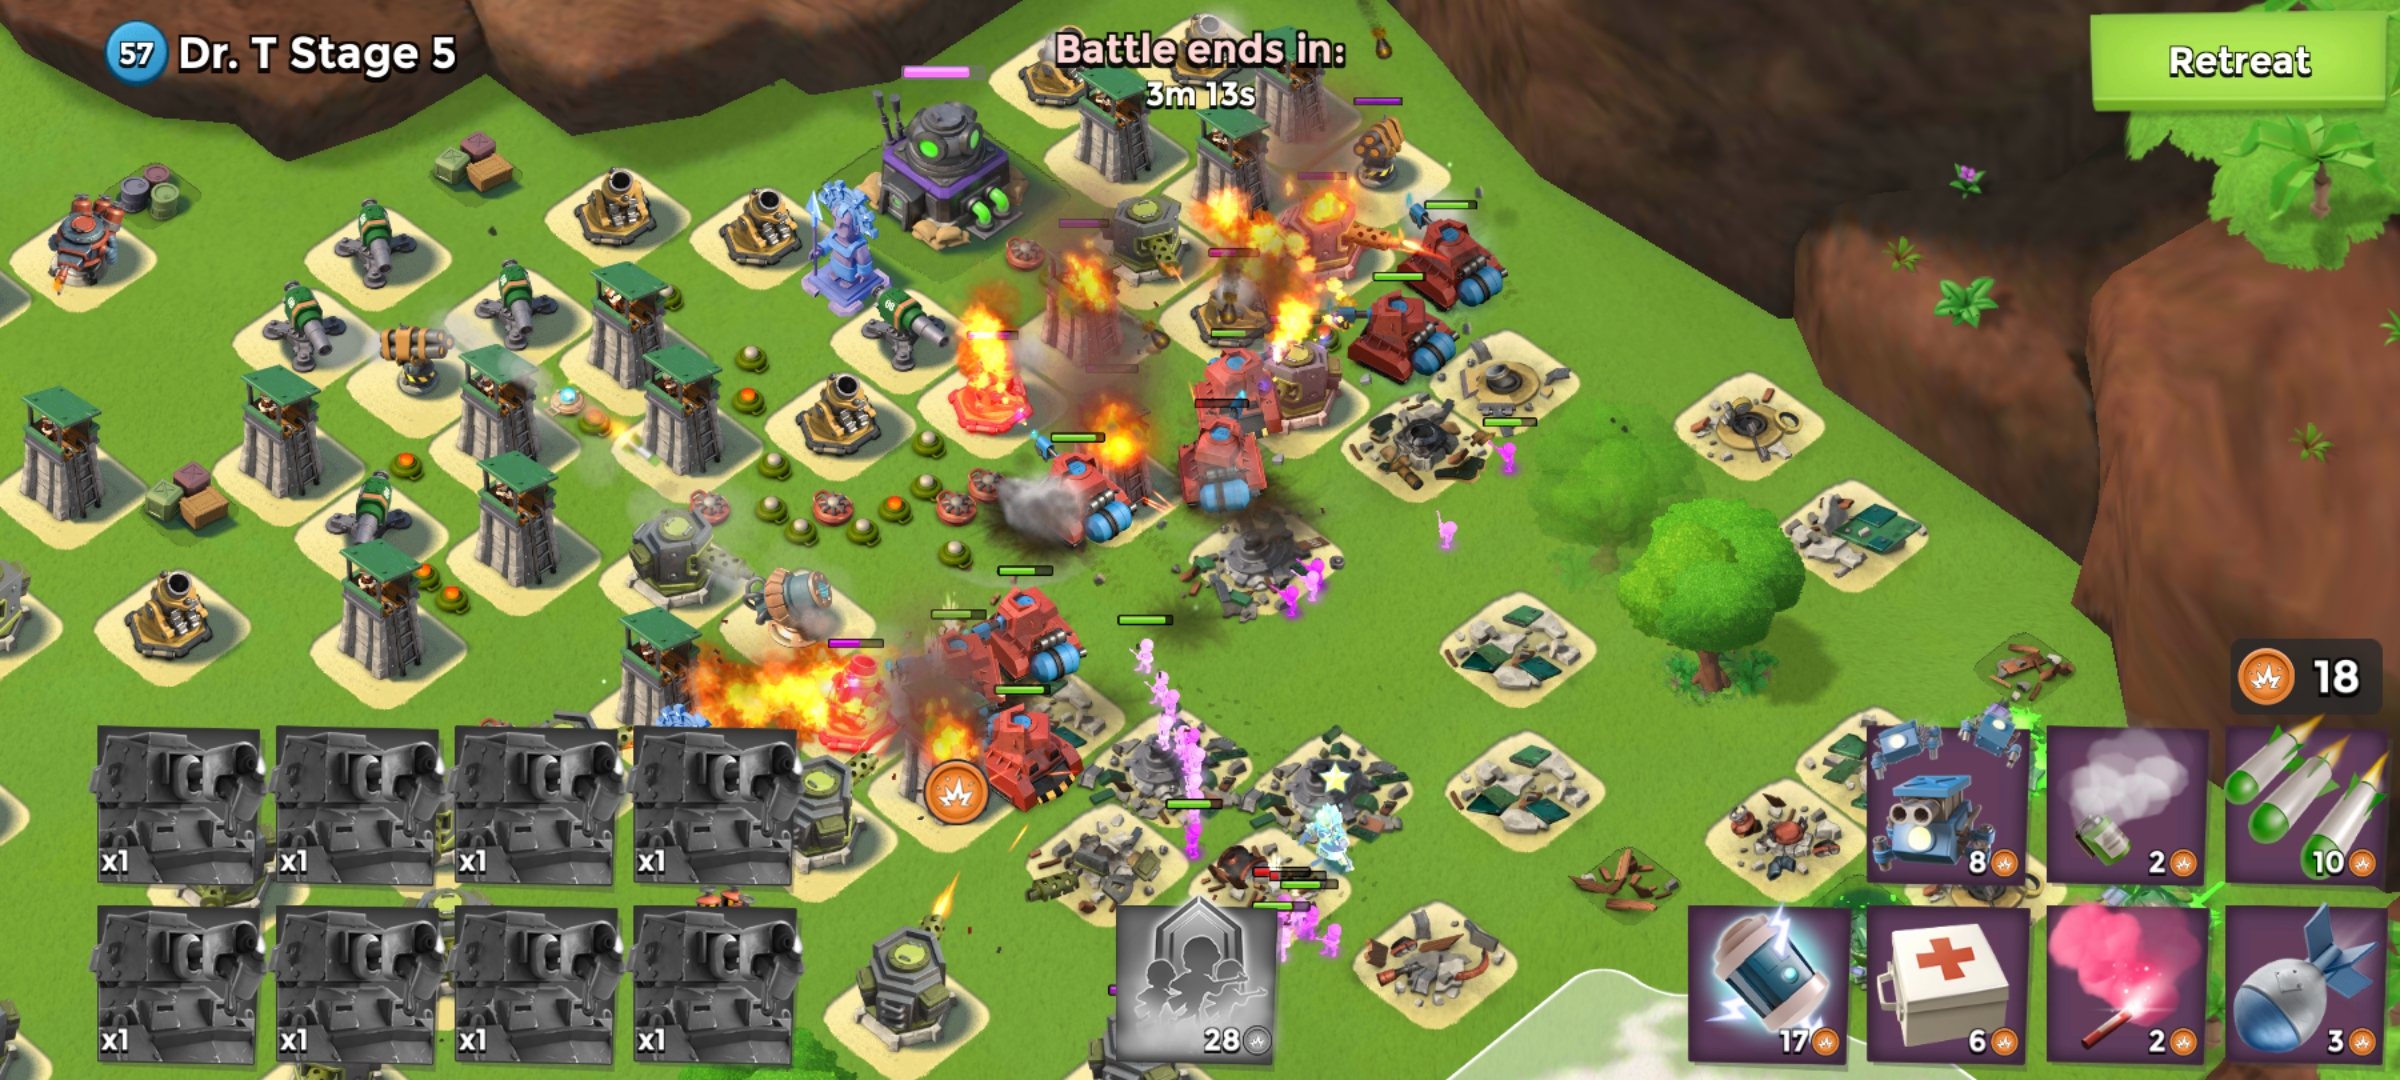 57 Dr. T Stage 5
Battle ends in:
3m 13s
Retreat
18
x1 x1 x1 x1
8 2 10
x1 x1 x1 x1
28
17 6 2 3